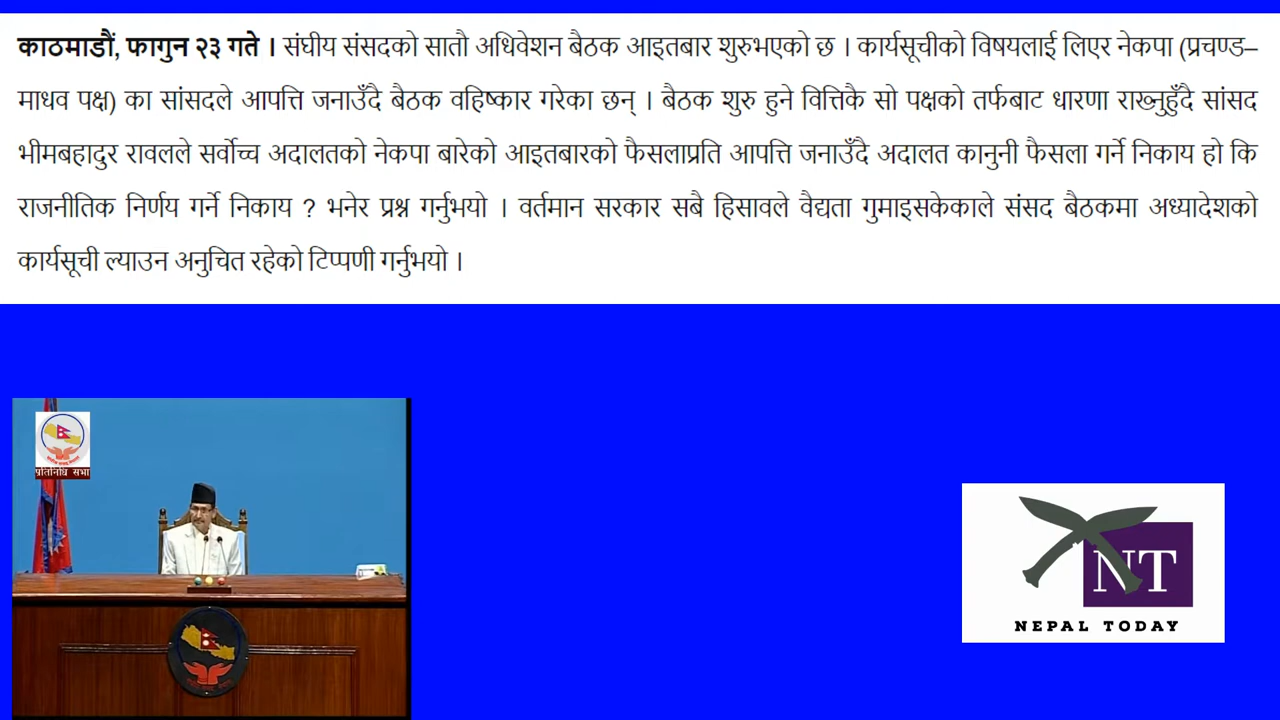 काठमाडौं, फागुन २३ गते । संघीय संसदको सातौ अधिवेशन बैठक आइतबार शुरुभएको छ । कार्यसूचीको विषयलाई लिएर नेकपा (प्रचण्ड–
माधव पक्ष) का सांसदले आपत्ति जनाउँदै बैठक वहिष्कार गरेका छन् । बैठक शुरु हुने वित्तिकै सो पक्षको तर्फबाट धारणा राख्नुहुँदै सांसद
भीमबहादुर रावलले सर्वोच्च अदालतको नेकपा बारेको आइतबारको फैसलाप्रति आपत्ति जनाउँदै अदालत कानुनी फैसला गर्ने निकाय हो कि
राजनीतिक निर्णय गर्ने निकाय ? भनेर प्रश्न गर्नुभयो । वर्तमान सरकार सबै हिसावले वैद्यता गुमाइसकेकाले संसद बैठकमा अध्यादेशको
कार्यसूची ल्याउन अनुचित रहेको टिप्पणी गर्नुभयो ।
प्रतिनिधि सभा
NT
NEPAL TODAY